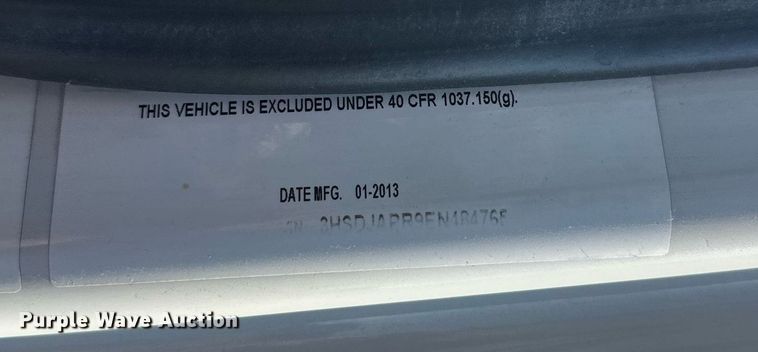 THIS VEHICLE IS EXCLUDED UNDER 40 CFR 1037.150(g).
DATE MFG. 01-2013
Purple Wave Auction